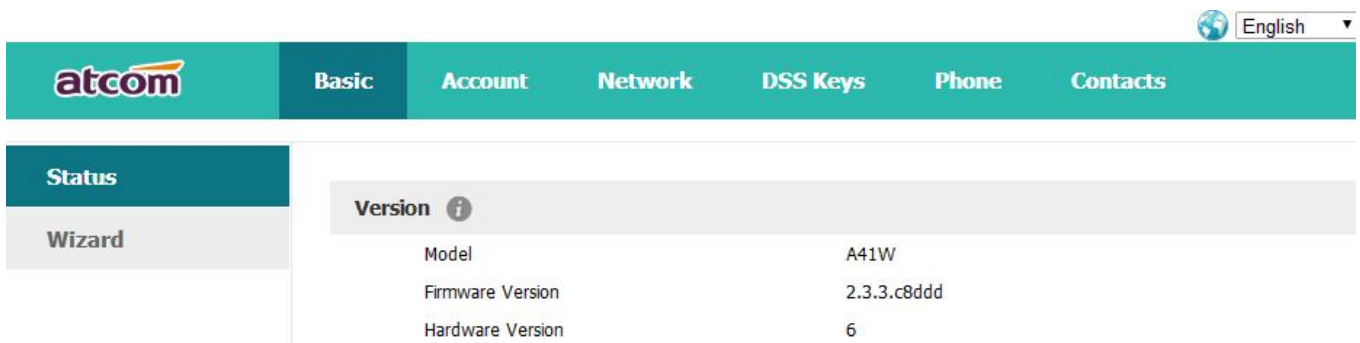 English
atcom Basic Account Network DSS Keys Phone Contacts
Status
Version
Wizard
Model A41W
Firmware Version 2.3.3.c8ddd
Hardware Version 6